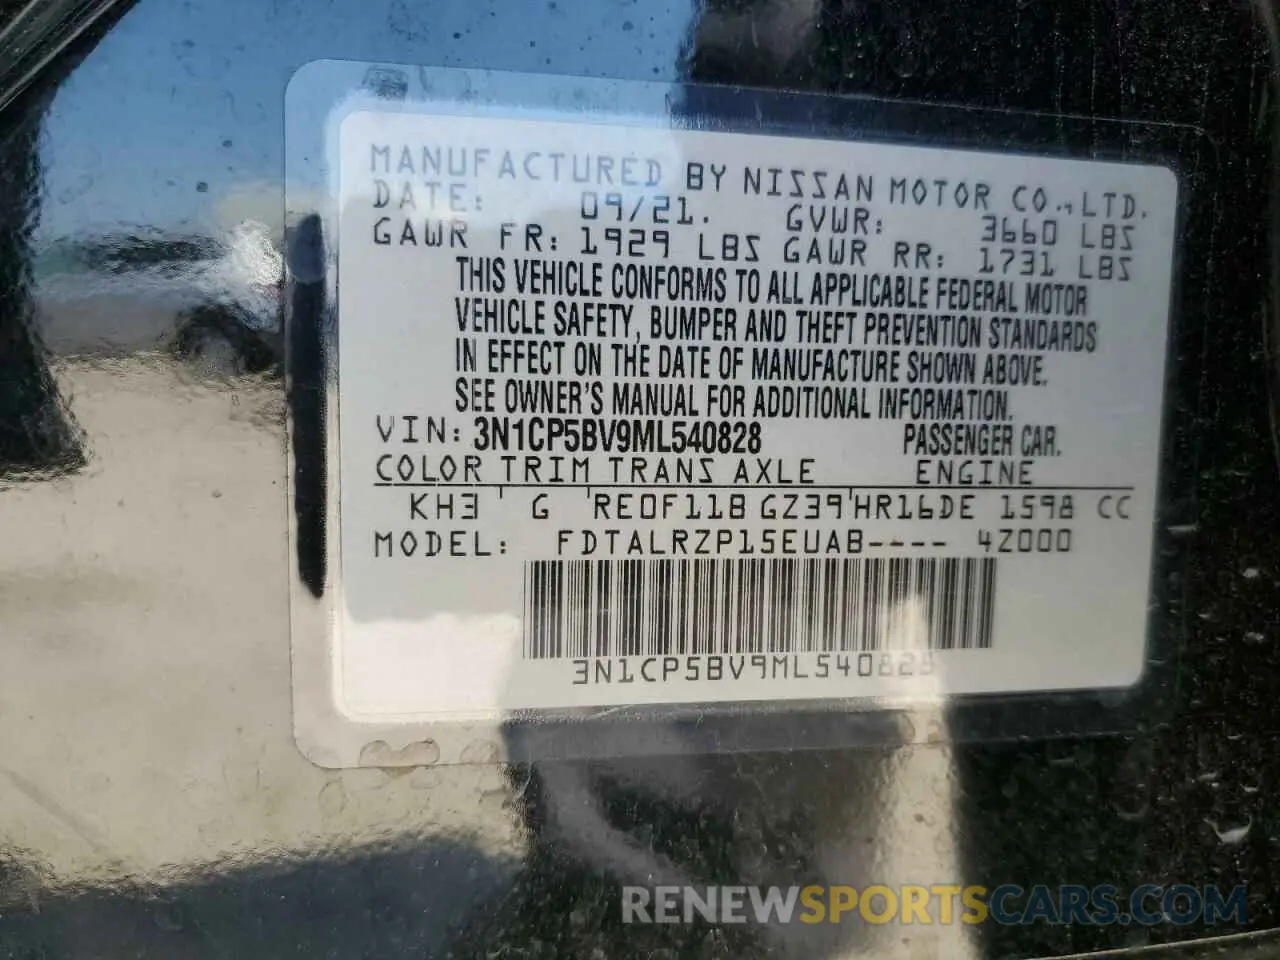 MANUFACTURED BY NISSAN MOTOR CO.,LTD.
DATE: 09/21. GVWR: 3660 LBS
GAWR FR: 1929 LBS GAWR RR: 1731 LBS
THIS VEHICLE CONFORMS TO ALL APPLICABLE FEDERAL MOTOR
VEHICLE SAFETY, BUMPER AND THEFT PREVENTION STANDARDS
IN EFFECT ON THE DATE OF MANUFACTURE SHOWN ABOVE.
SEE OWNER'S MANUAL FOR ADDITIONAL INFORMATION.
VIN: 3N1CP5BV9ML540828 PASSENGER CAR.
COLOR TRIM TRANS AXLE ENGINE
KH3 G RE0F11B GZ39 HR16DE 1598 CC
MODEL: FDTALRZP15EUAB---- 4Z000
3N1CP5BV9ML540828
RENEWSPORTSCARS.COM